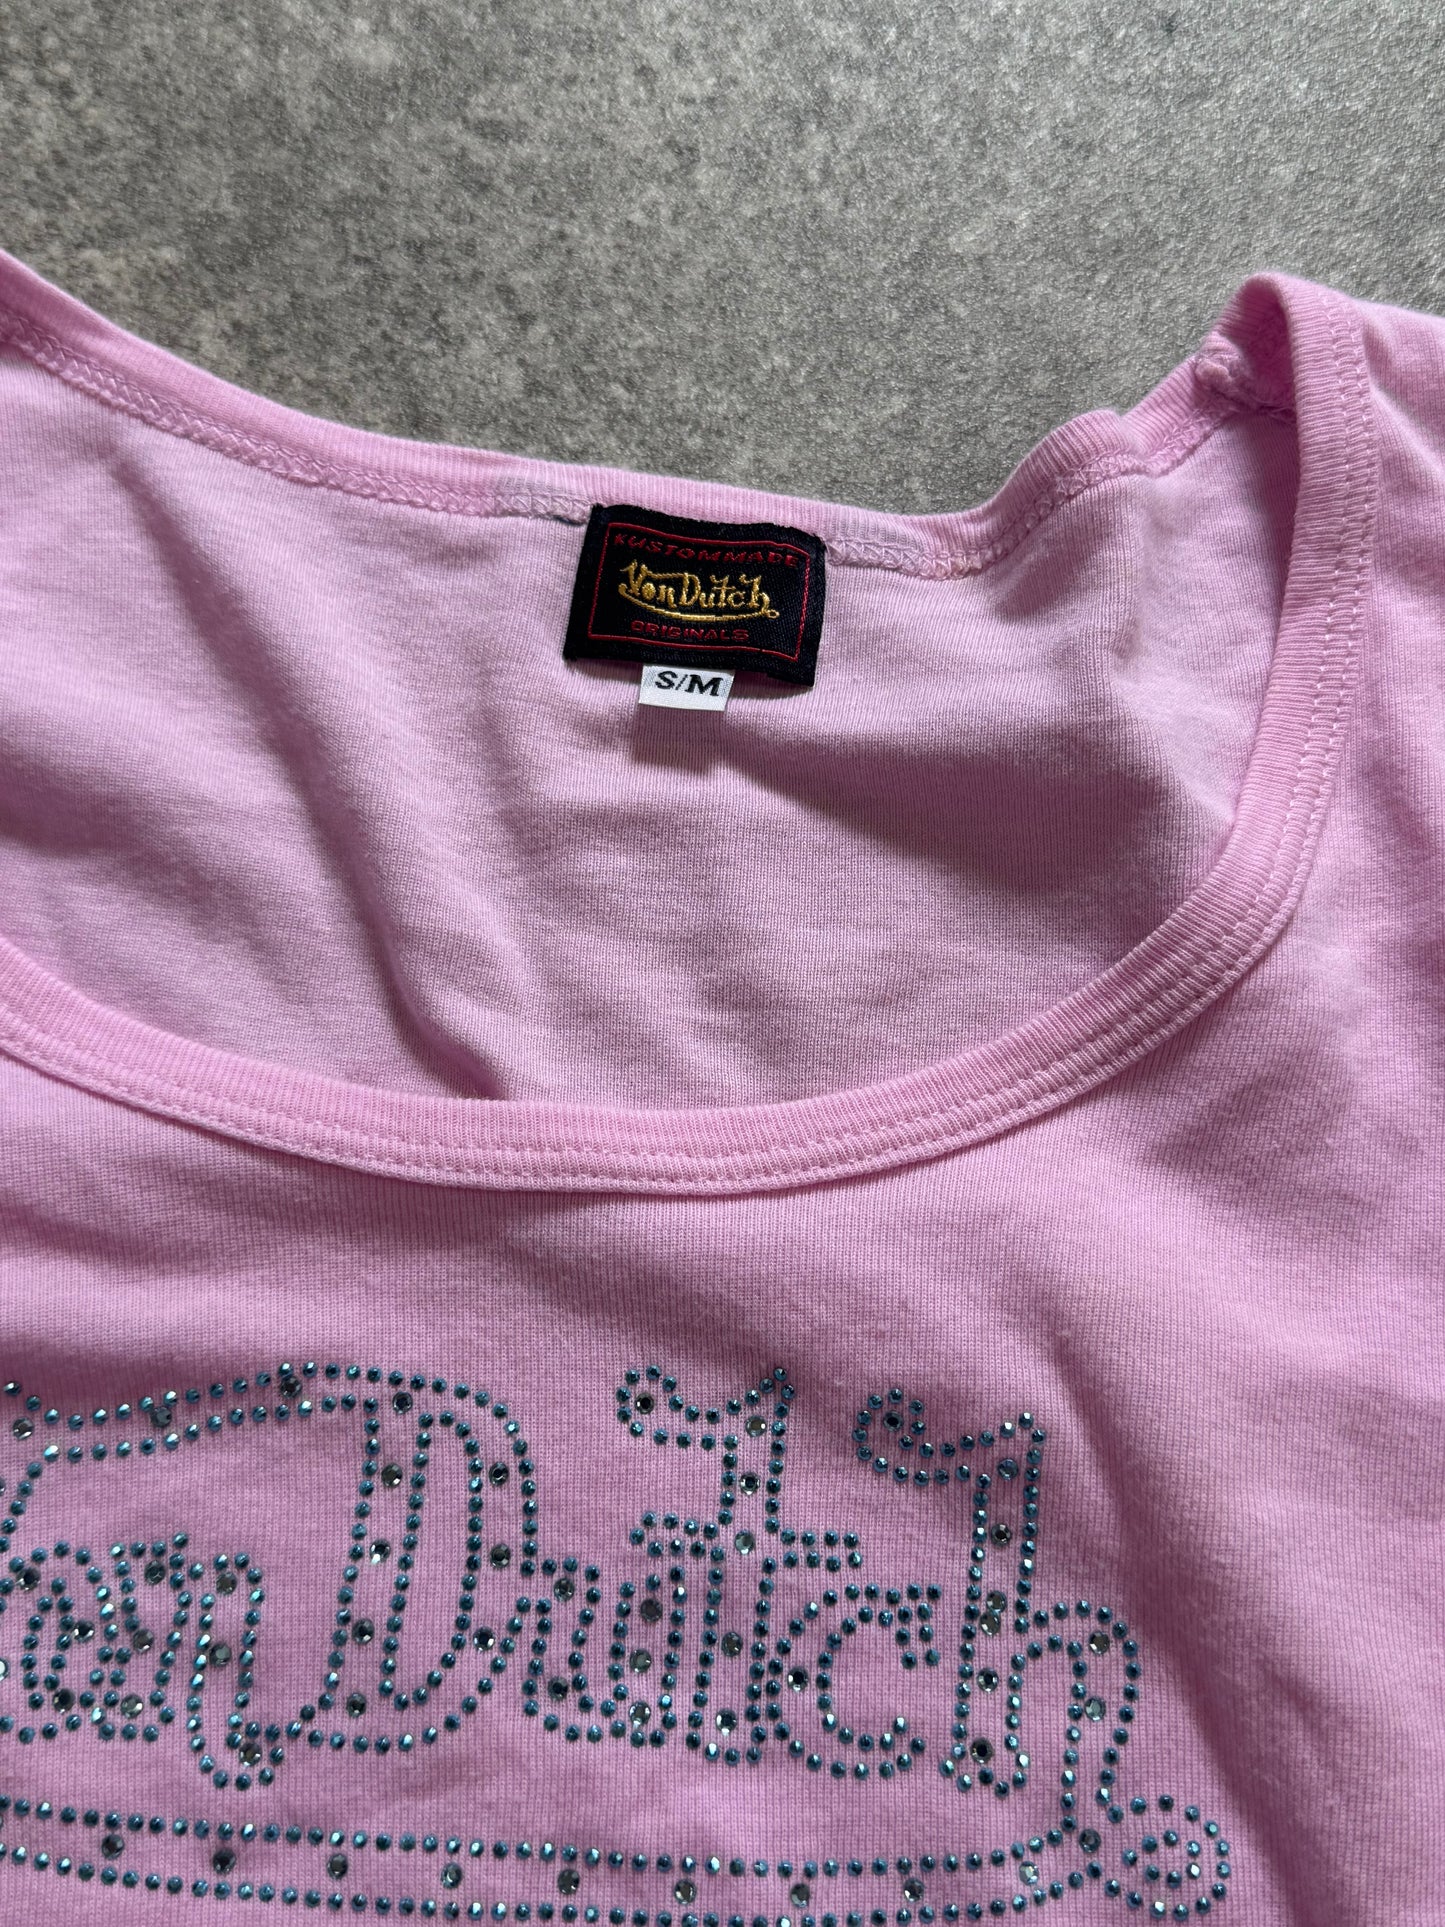 KUSTOMMADE
Von Dutch
ORIGINALS
S/M
Von Dutch